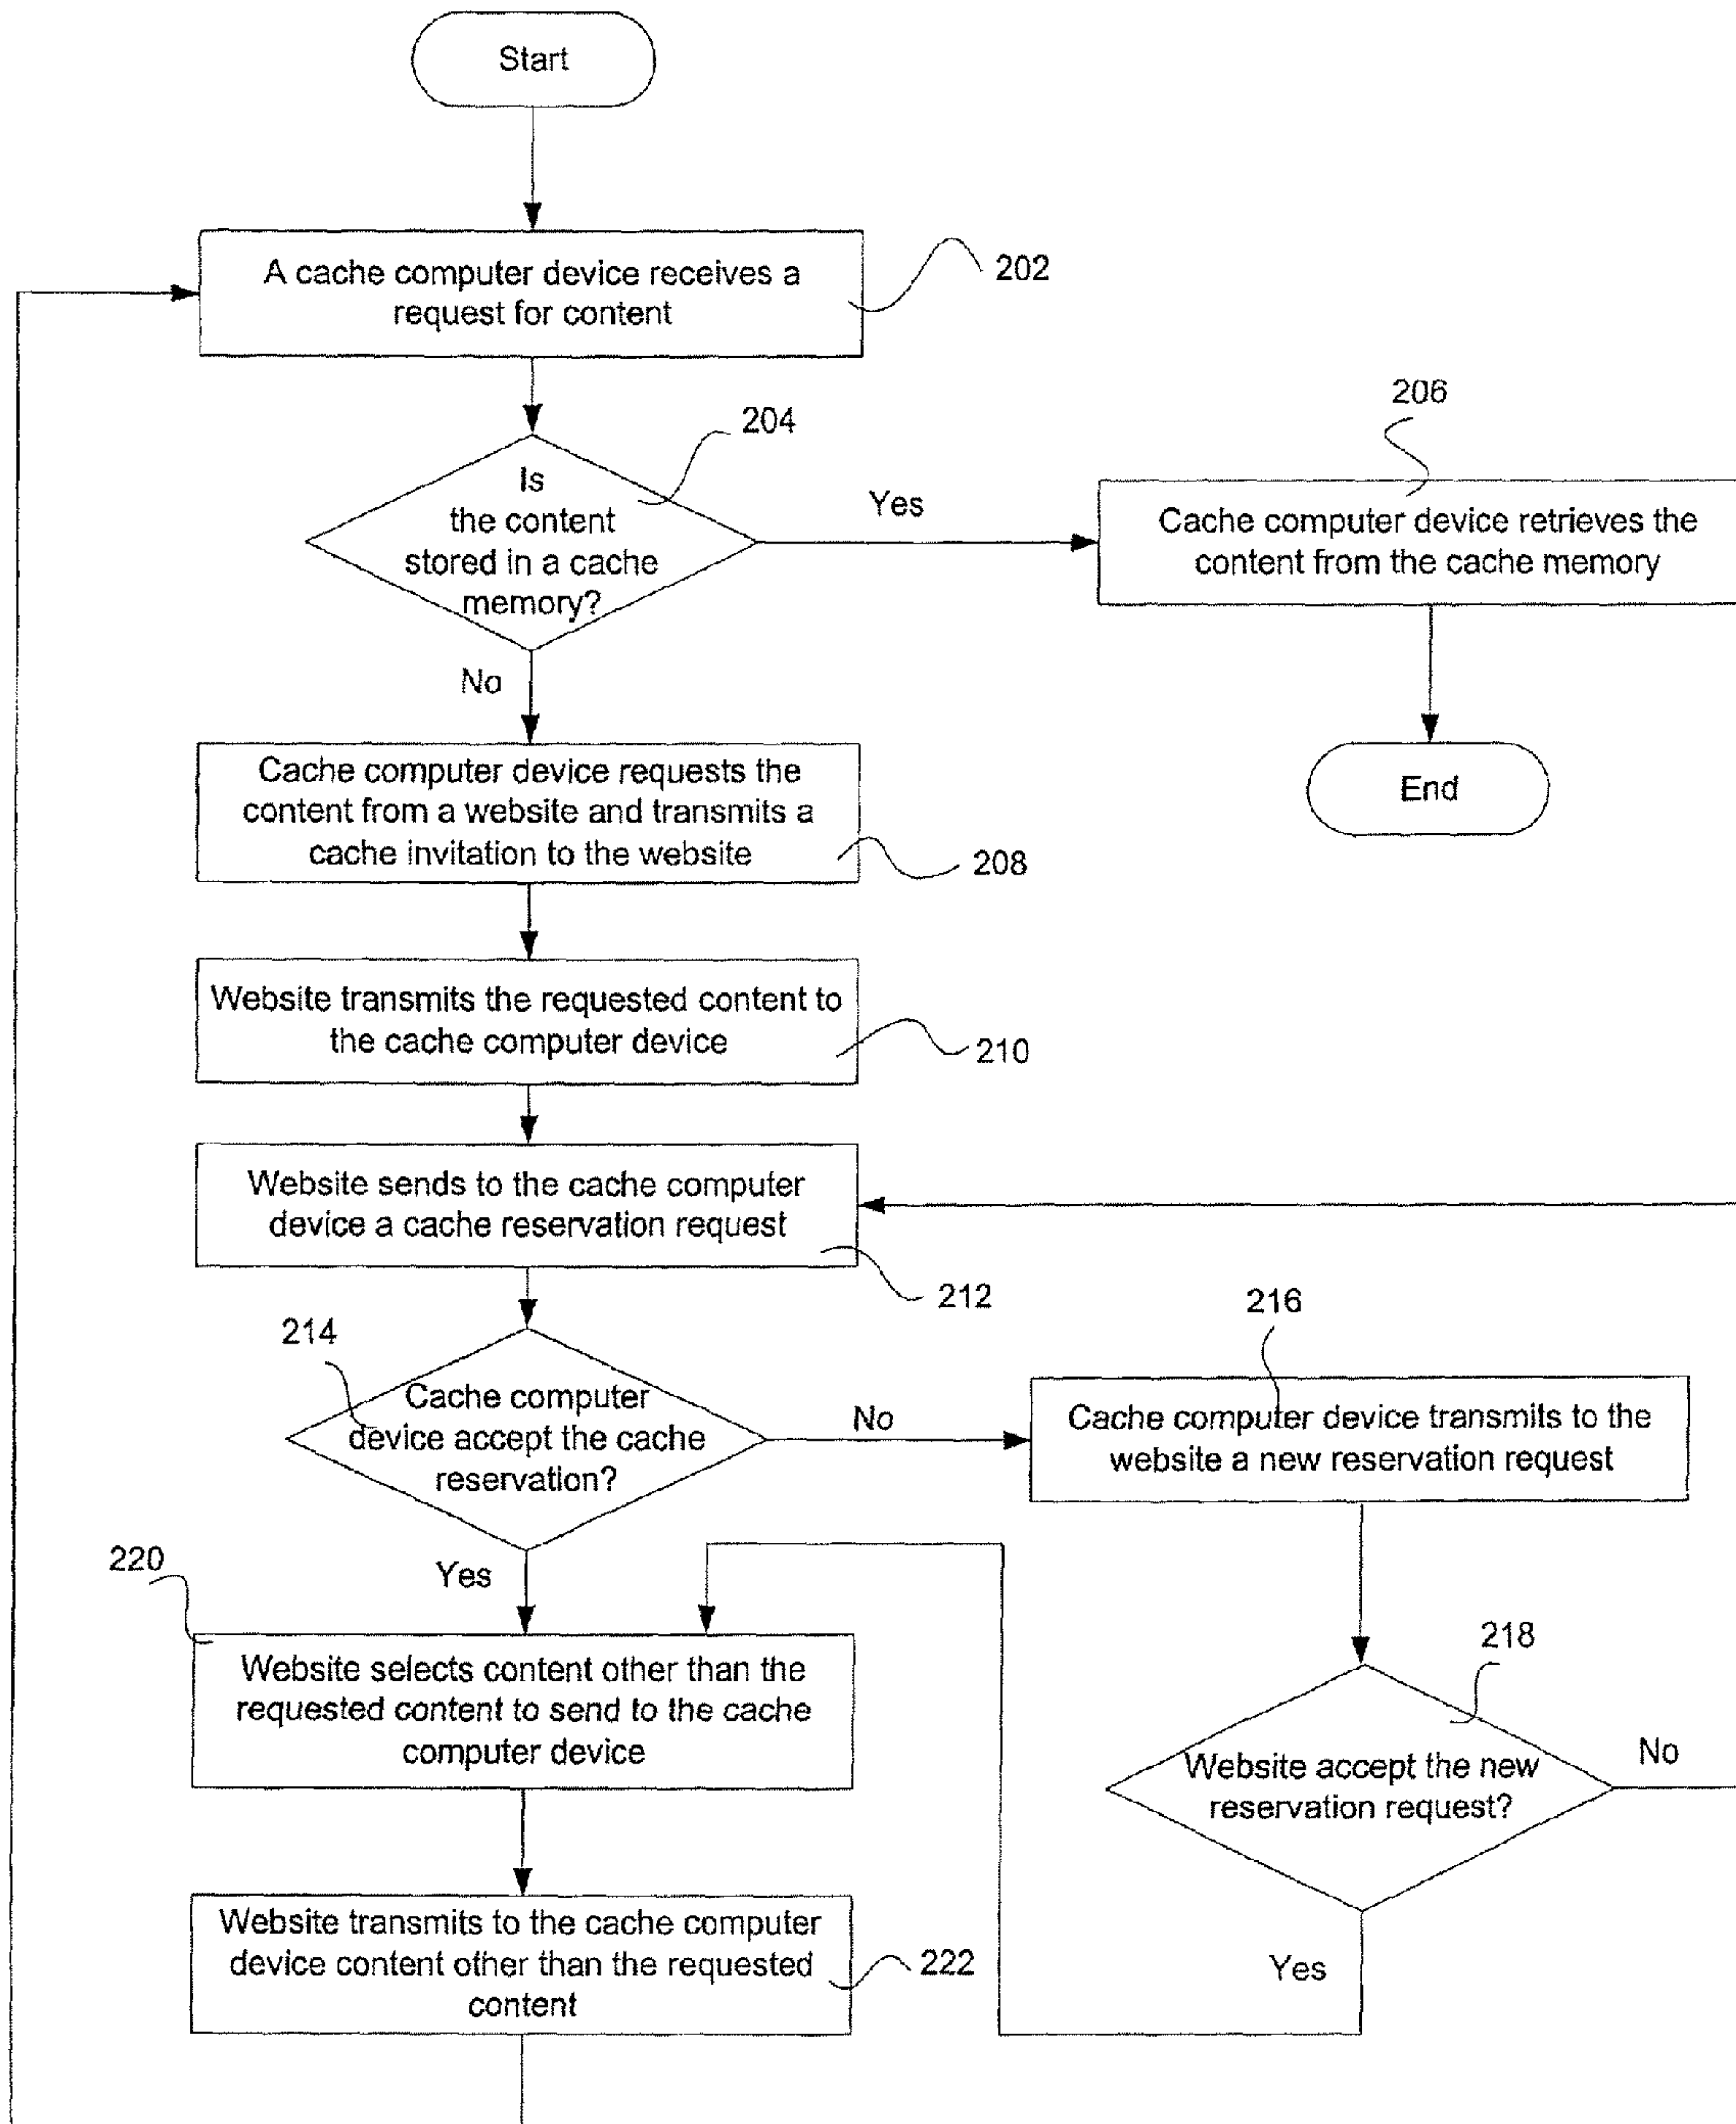 Start
A cache computer device receives a
request for content
202
204
Is
the content
stored in a cache
memory?
Yes
206
Cache computer device retrieves the
content from the cache memory
No
End
Cache computer device requests the
content from a website and transmits a
cache invitation to the website
208
Website transmits the requested content to
the cache computer device
210
Website sends to the cache computer
device a cache reservation request
212
214
Cache computer
device accept the cache
reservation?
No
216
Cache computer device transmits to the
website a new reservation request
Yes
220
Website selects content other than the
requested content to send to the cache
computer device
218
Website accept the new
reservation request?
No
Yes
Website transmits to the cache computer
device content other than the requested
content
222